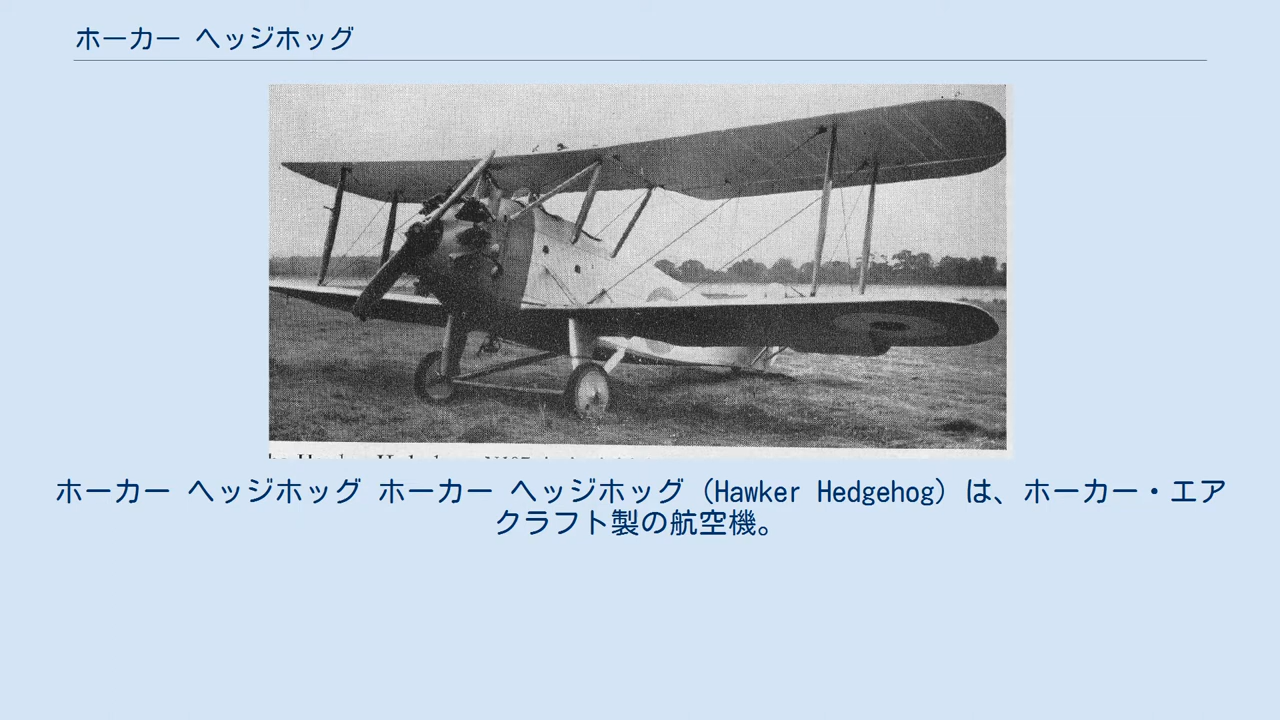 ホーカー ヘッジホッグ
ホーカー ヘッジホッグ ホーカー ヘッジホッグ（Hawker Hedgehog）は、ホーカー・エア
クラフト製の航空機。